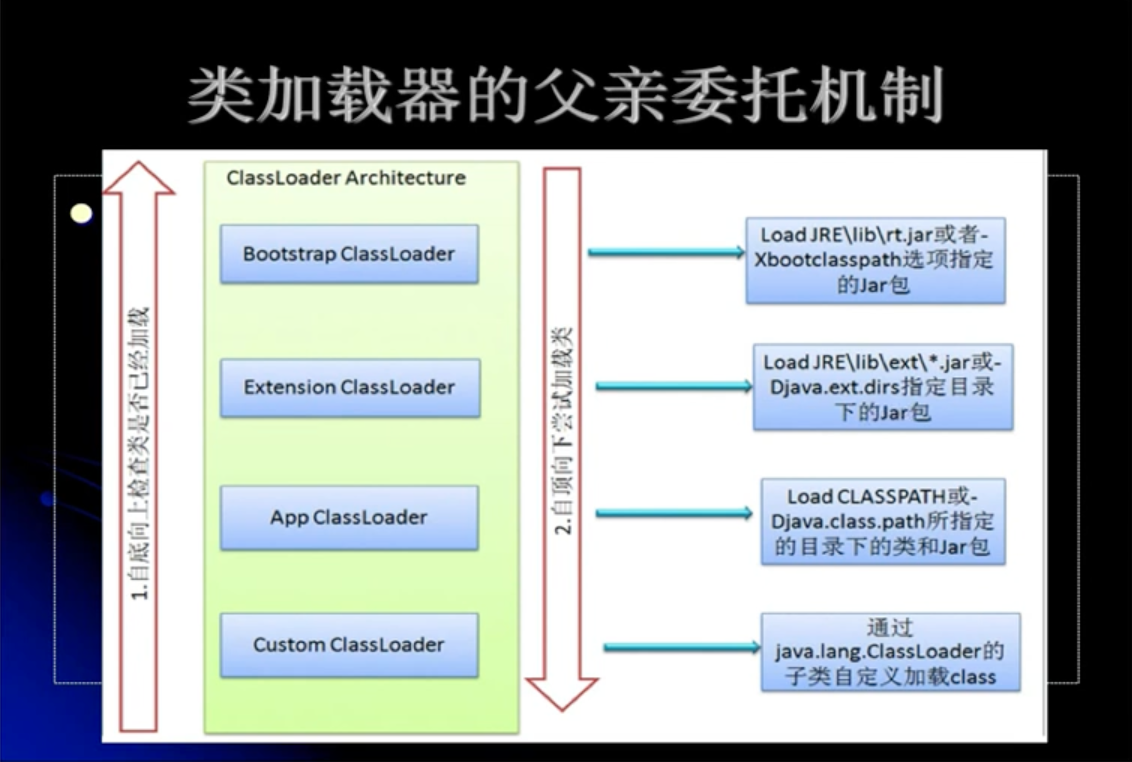 类加载器的父亲委托机制
1.自底向上检查类是否已经加载
ClassLoader Architecture
Bootstrap ClassLoader
Extension ClassLoader
App ClassLoader
Custom ClassLoader
2.自顶向下尝试加载类
Load JRE\lib\rt.jar或者-
Xbootclasspath选项指定
的Jar包
Load JRE\lib\ext\*.jar或-
Djava.ext.dirs指定目录
下的Jar包
Load CLASSPATH或-
Djava.class.path所指定
的目录下的类和Jar包
通过
java.lang.ClassLoader的
子类自定义加载class